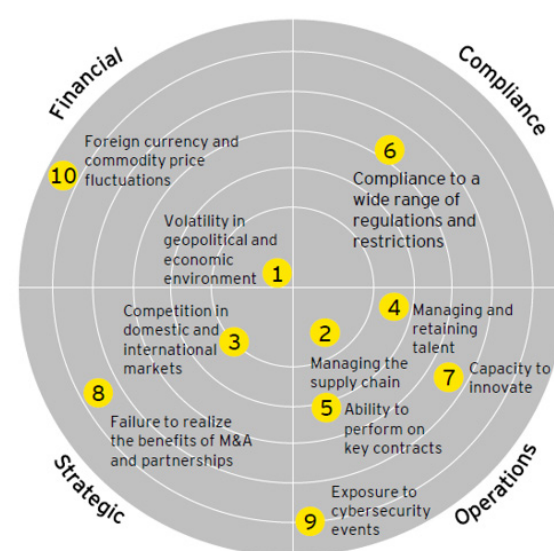 Financial
Compliance
Foreign currency and
commodity price
fluctuations
10
6
Compliance to a
wide range of
regulations and
restrictions
Volatility in
geopolitical and
economic
environment
1
Competition in
domestic and
international
markets
3
2
Managing the
supply chain
4
Managing and
retaining
talent
7
Capacity to
innovate
5
Ability to
perform on
key contracts
8
Failure to realize
the benefits of M&A
and partnerships
9
Exposure to
cybersecurity
events
Strategic
Operations